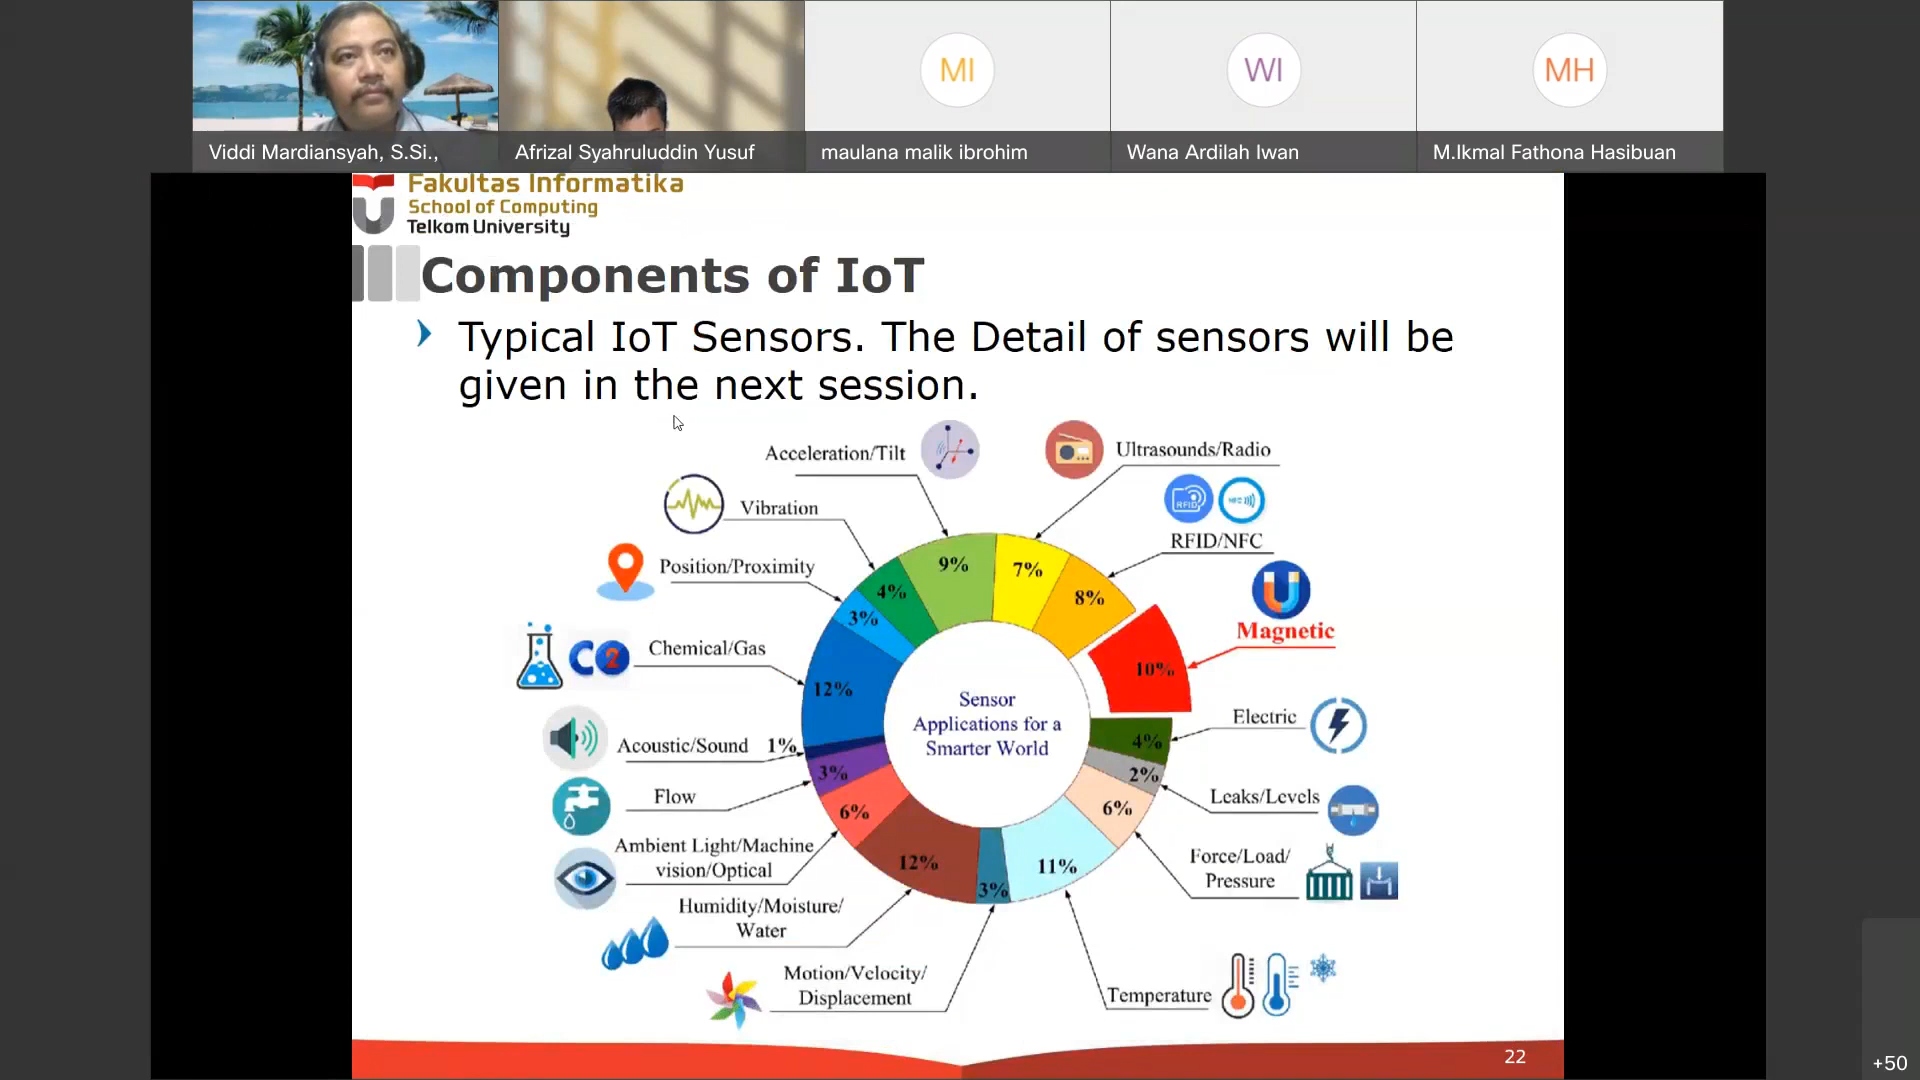 MI
WI
MH
Viddi Mardiansyah, S.Si.,
Afrizal Syahruluddin Yusuf
maulana malik ibrohim
Wana Ardilah Iwan
M.Ikmal Fathona Hasibuan
Fakultas Informatika
School of Computing
Telkom University
Components of IoT
Typical IoT Sensors. The Detail of sensors will be
given in the next session.
Acceleration/Tilt
Ultrasounds/Radio
Vibration
RFID
NFC
RFID/NFC
Position/Proximity
Magnetic
Chemical/Gas
CO2
Electric
Acoustic/Sound
1%
Flow
Leaks/Levels
Ambient Light/Machine
vision/Optical
Force/Load/
Pressure
Humidity/Moisture/
Water
Motion/Velocity/
Displacement
Temperature
9%
7%
8%
10%
4%
2%
6%
11%
3%
12%
6%
3%
12%
3%
4%
Sensor
Applications for a
Smarter World
22
+50